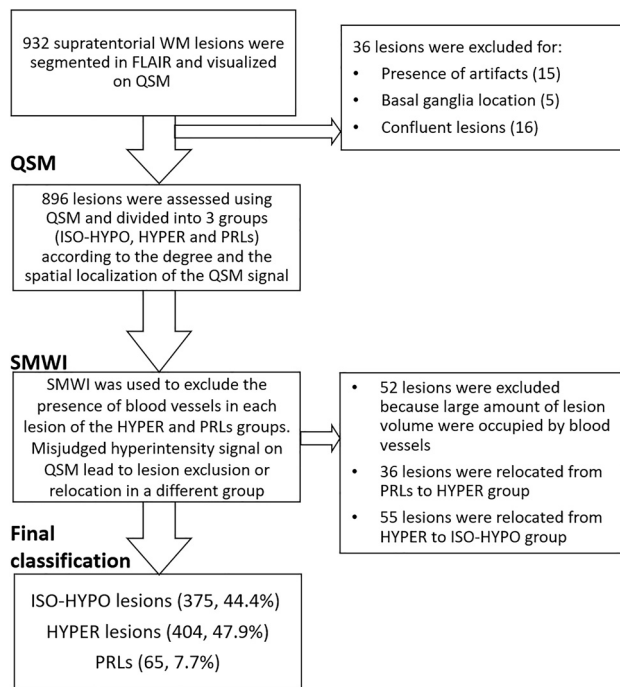 932 supratentorial WM lesions were
segmented in FLAIR and visualized
on QSM
36 lesions were excluded for:
• Presence of artifacts (15)
• Basal ganglia location (5)
• Confluent lesions (16)
QSM
896 lesions were assessed using
QSM and divided into 3 groups
(ISO-HYPO, HYPER and PRLs)
according to the degree and the
spatial localization of the QSM signal
SMWI
SMWI was used to exclude the
presence of blood vessels in each
lesion of the HYPER and PRLs groups.
Misjudged hyperintensity signal on
QSM lead to lesion exclusion or
relocation in a different group
• 52 lesions were excluded
because large amount of lesion
volume were occupied by blood
vessels
• 36 lesions were relocated from
PRLs to HYPER group
• 55 lesions were relocated from
HYPER to ISO-HYPO group
Final
classification
ISO-HYPO lesions (375, 44.4%)
HYPER lesions (404, 47.9%)
PRLs (65, 7.7%)